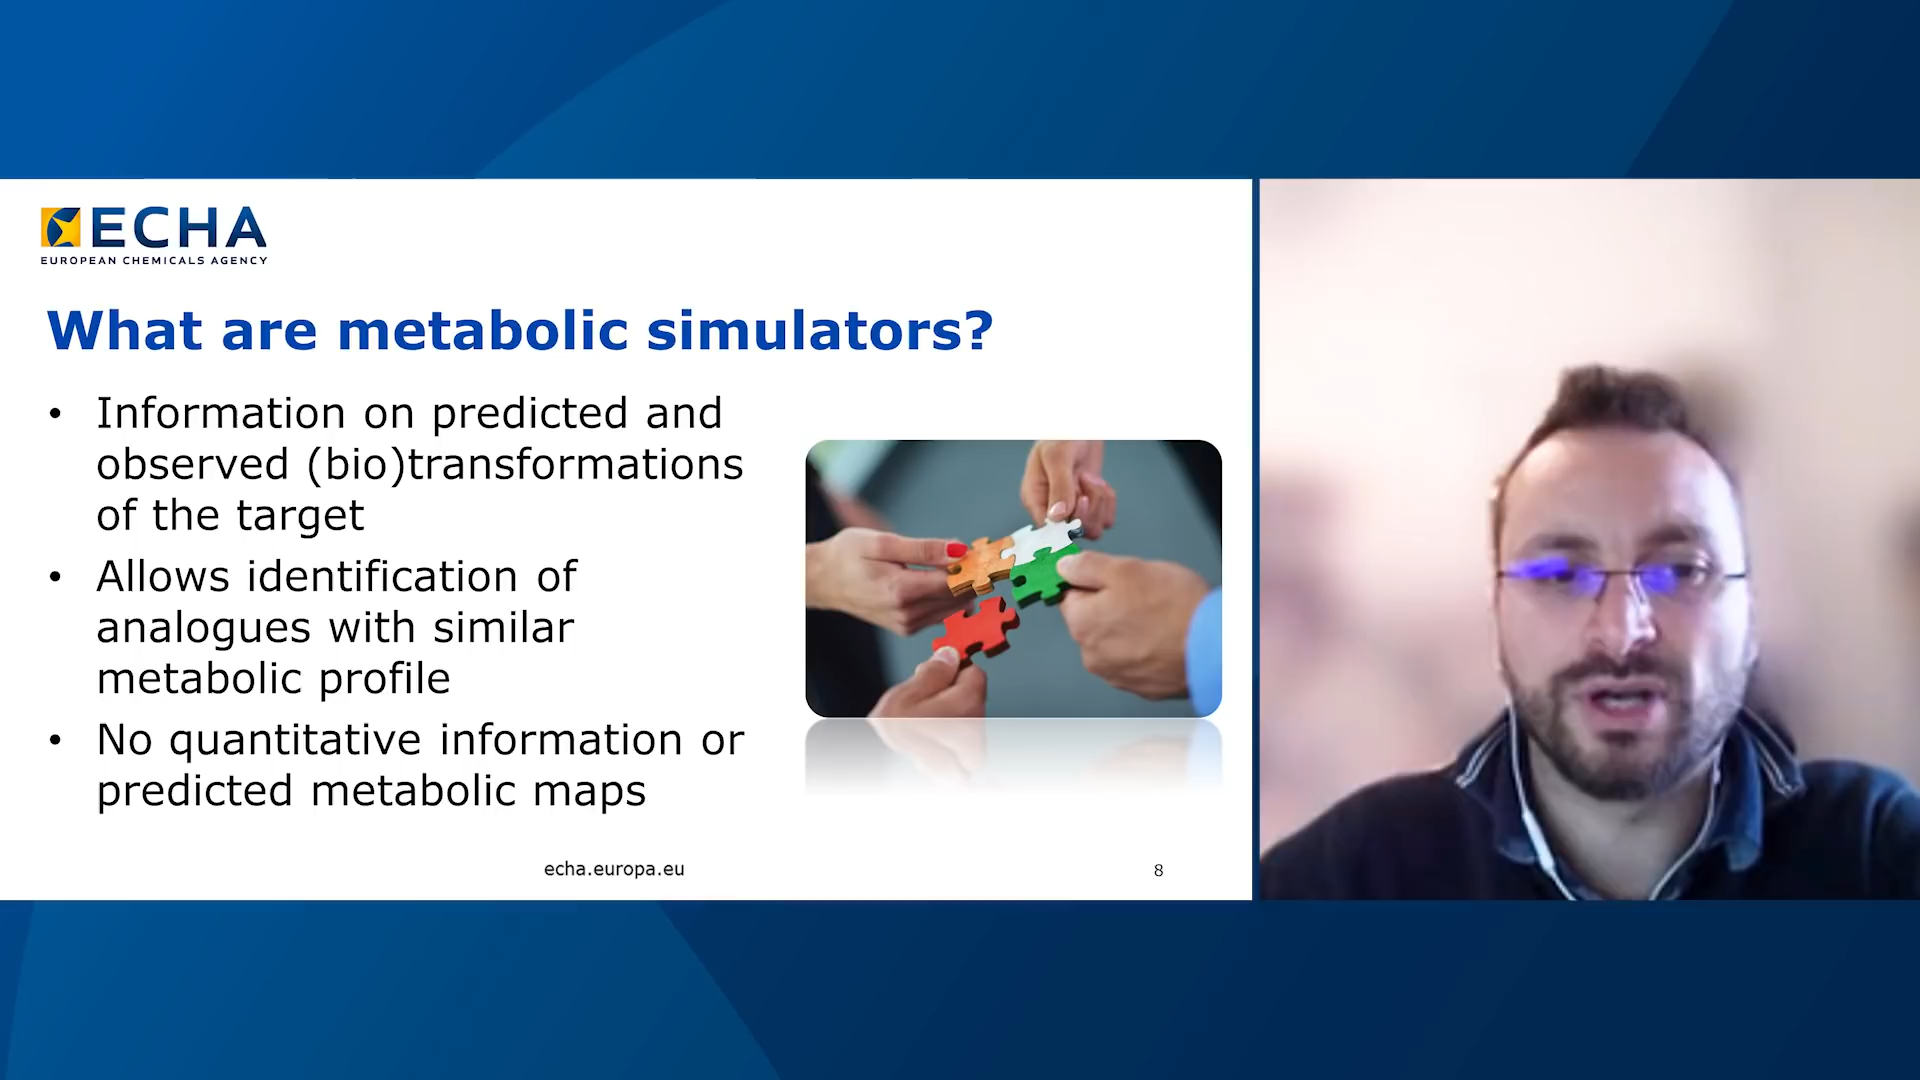 ECHA
EUROPEAN CHEMICALS AGENCY
What are metabolic simulators?
• Information on predicted and
observed (bio)transformations
of the target
• Allows identification of
analogues with similar
metabolic profile
• No quantitative information or
predicted metabolic maps
echa.europa.eu
8